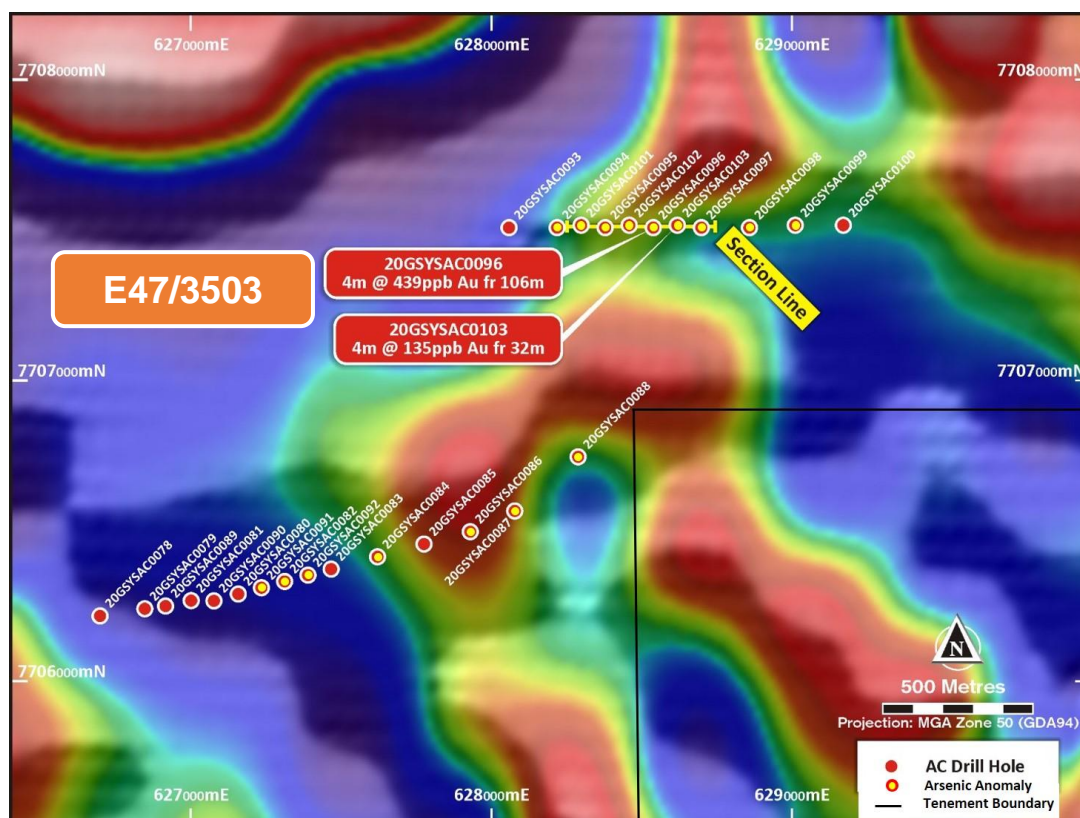 627000mE
628000mE
629000mE
7708000mN
7708000mN
20GSYSAC0093
20GSYSAC0094
20GSYSAC0101
20GSYSAC0095
20GSYSAC0102
20GSYSAC0096
20GSYSAC0103
20GSYSAC0097
20GSYSAC0098
20GSYSAC0099
20GSYSAC0100
E47/3503
20GSYSAC0096
4m @ 439ppb Au fr 106m
20GSYSAC0103
4m @ 135ppb Au fr 32m
Section Line
7707000mN
7707000mN
20GSYSAC0078
20GSYSAC0079
20GSYSAC0089
20GSYSAC0081
20GSYSAC0090
20GSYSAC0080
20GSYSAC0091
20GSYSAC0082
20GSYSAC0092
20GSYSAC0083
20GSYSAC0084
20GSYSAC0085
20GSYSAC0086
20GSYSAC0087
20GSYSAC0088
7706000mN
N
500 Metres
Projection: MGA Zone 50 (GDA94)
AC Drill Hole
Arsenic Anomaly
Tenement Boundary
627000mE
628000mE
629000mE